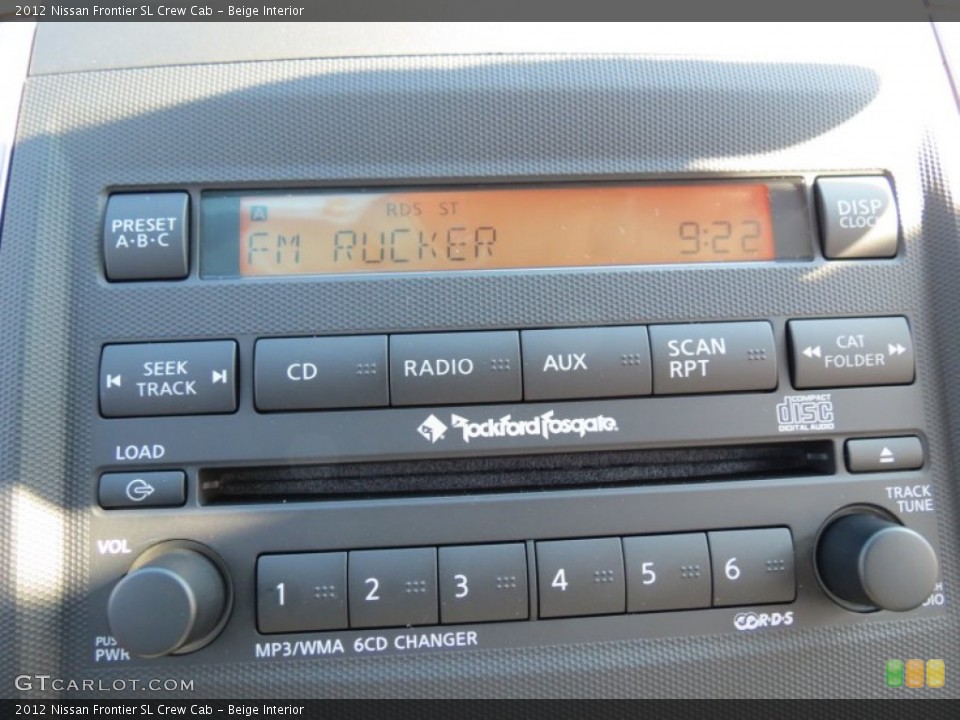 2012 Nissan Frontier SL Crew Cab - Beige Interior
PRESET
A·B·C
A
RDS ST
FM RUCKER 9:22
DISP
CLOCK
SEEK
TRACK
CD
RADIO
AUX
SCAN
RPT
CAT
FOLDER
Rockford Fosgate
COMPACT
disc
DIGITAL AUDIO
LOAD
TRACK
TUNE
VOL
1
2
3
4
5
6
PWR
MP3/WMA 6CD CHANGER
R·D·S
GTCARLOT.COM
2012 Nissan Frontier SL Crew Cab - Beige Interior